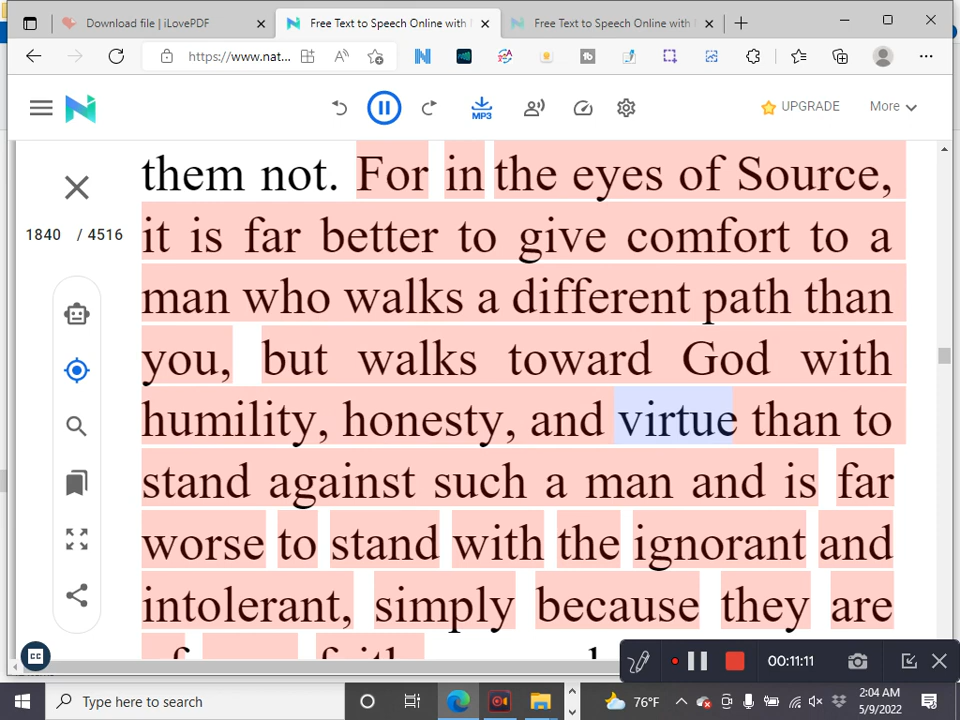 Download file | iLovePDF
Free Text to Speech Online with
Free Text to Speech Online with
https://www.nat...
UPGRADE
More
MP3
1840 / 4516
them not. For in the eyes of Source,
it is far better to give comfort to a
man who walks a different path than
you, but walks toward God with
humility, honesty, and virtue than to
stand against such a man and is far
worse to stand with the ignorant and
intolerant, simply because they are
CC
00:11:11
Type here to search
76°F
2:04 AM
5/9/2022